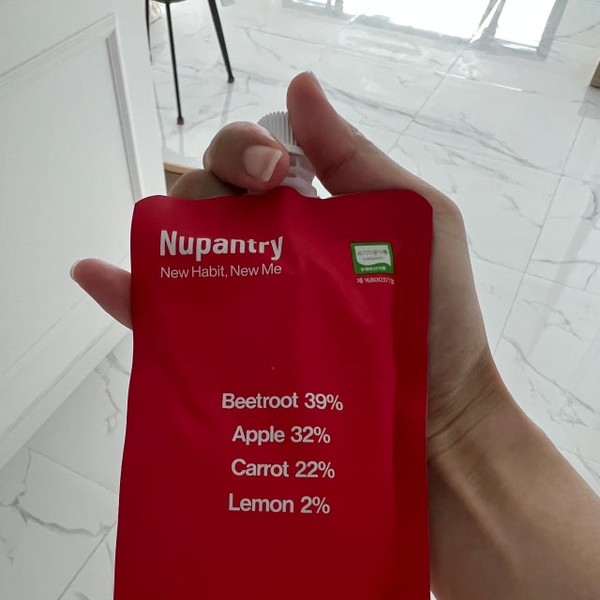 Nupantry
New Habit, New Me
Beetroot 39%
Apple 32%
Carrot 22%
Lemon 2%